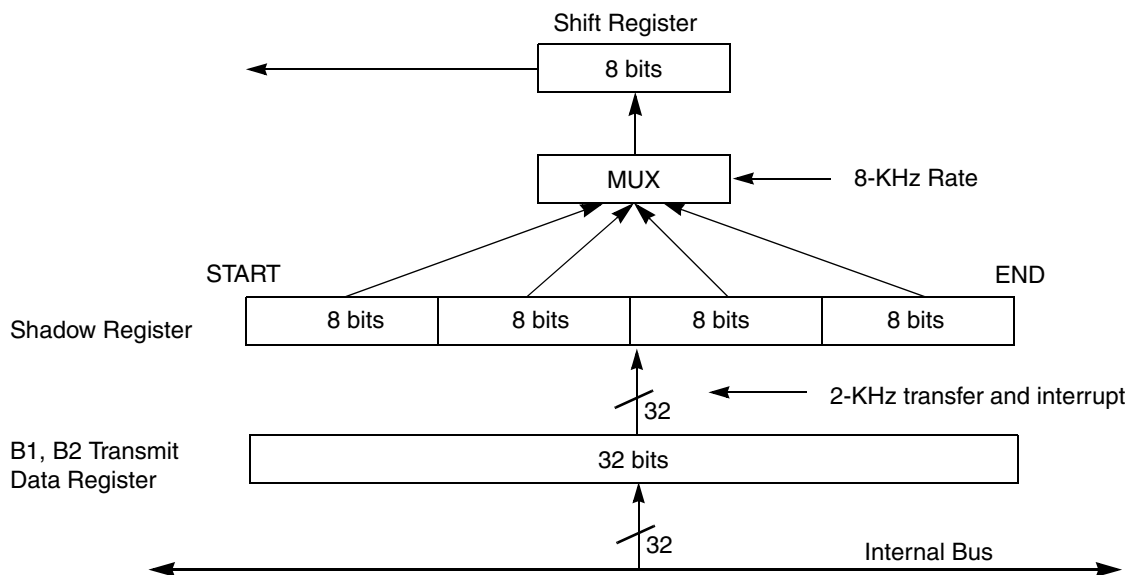 Shift Register
8 bits
MUX
8-KHz Rate
START
END
Shadow Register
8 bits
8 bits
8 bits
8 bits
32
2-KHz transfer and interrupt
B1, B2 Transmit
Data Register
32 bits
32
Internal Bus